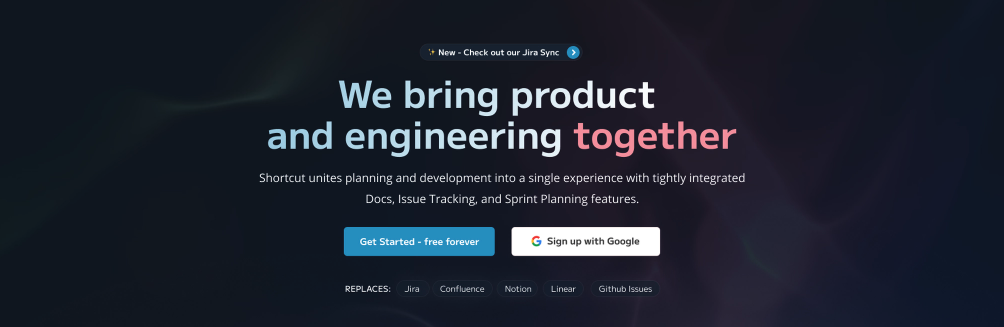 ✨ New - Check out our Jira Sync
We bring product
and engineering together
Shortcut unites planning and development into a single experience with tightly integrated
Docs, Issue Tracking, and Sprint Planning features.
Get Started - free forever
Sign up with Google
REPLACES: Jira Confluence Notion Linear Github Issues